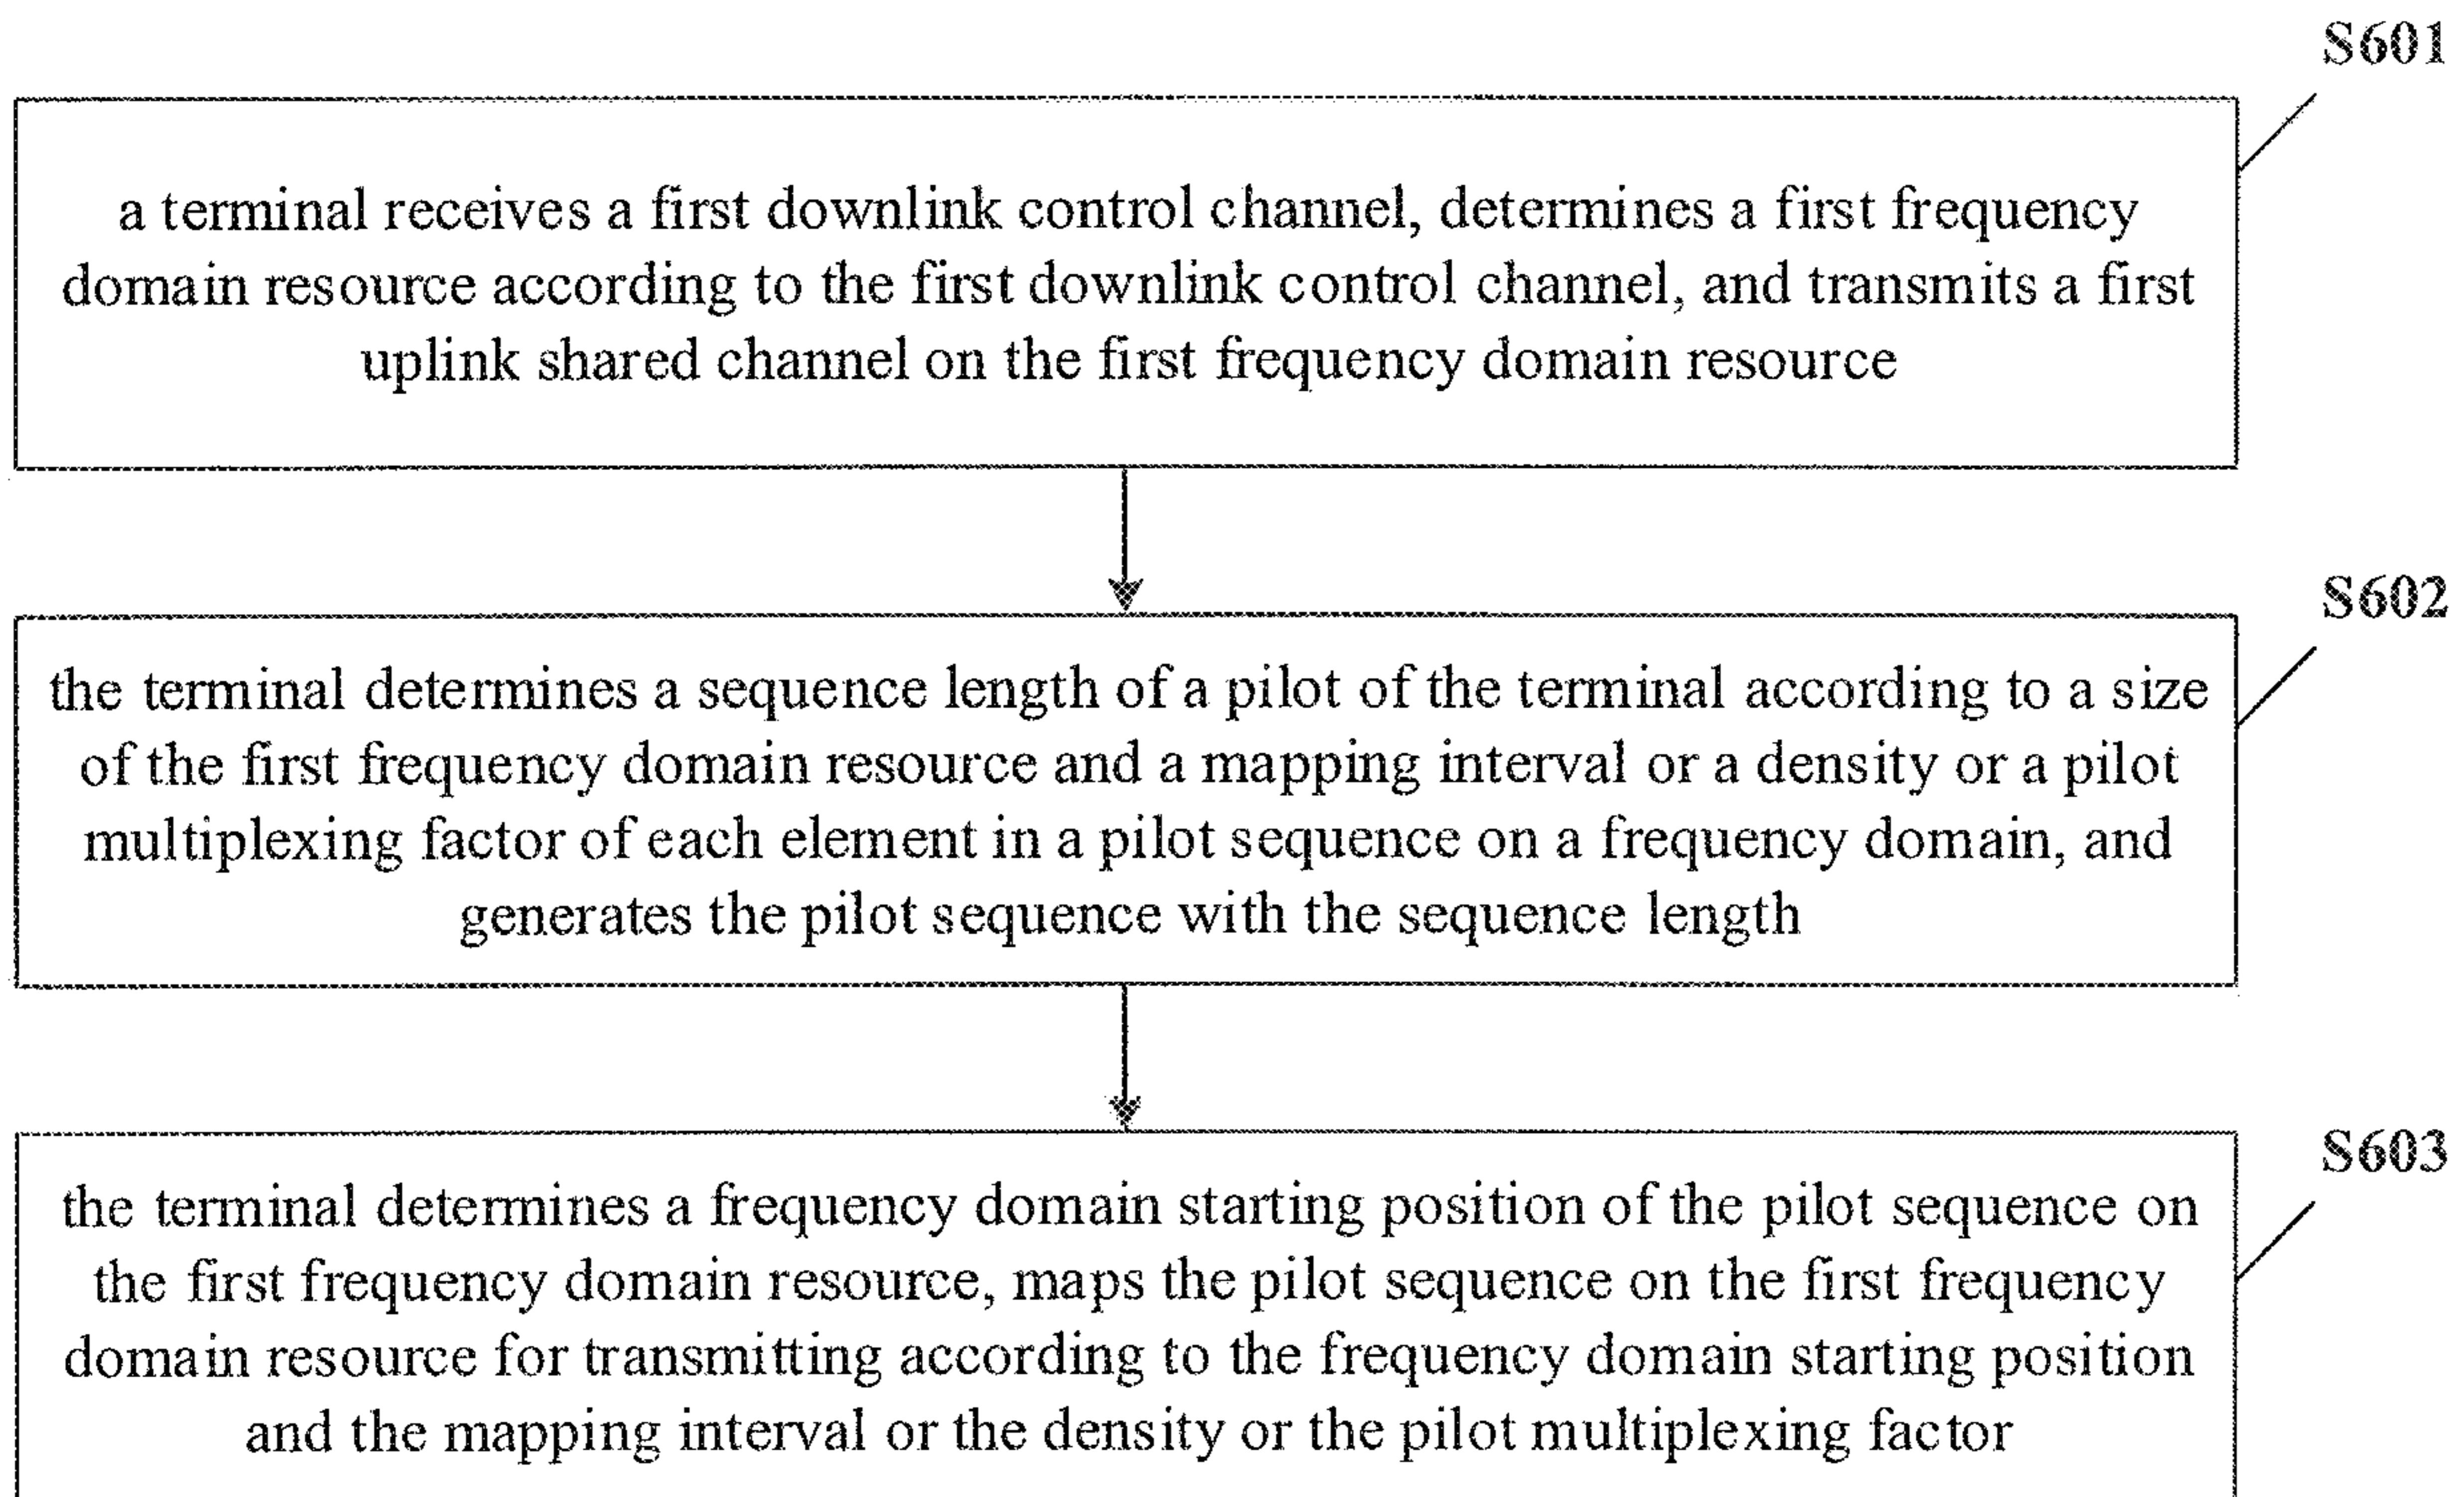 S601
a terminal receives a first downlink control channel, determines a first frequency
domain resource according to the first downlink control channel, and transmits a first
uplink shared channel on the first frequency domain resource
S602
the terminal determines a sequence length of a pilot of the terminal according to a size
of the first frequency domain resource and a mapping interval or a density or a pilot
multiplexing factor of each element in a pilot sequence on a frequency domain, and
generates the pilot sequence with the sequence length
S603
the terminal determines a frequency domain starting position of the pilot sequence on
the first frequency domain resource, maps the pilot sequence on the first frequency
domain resource for transmitting according to the frequency domain starting position
and the mapping interval or the density or the pilot multiplexing factor